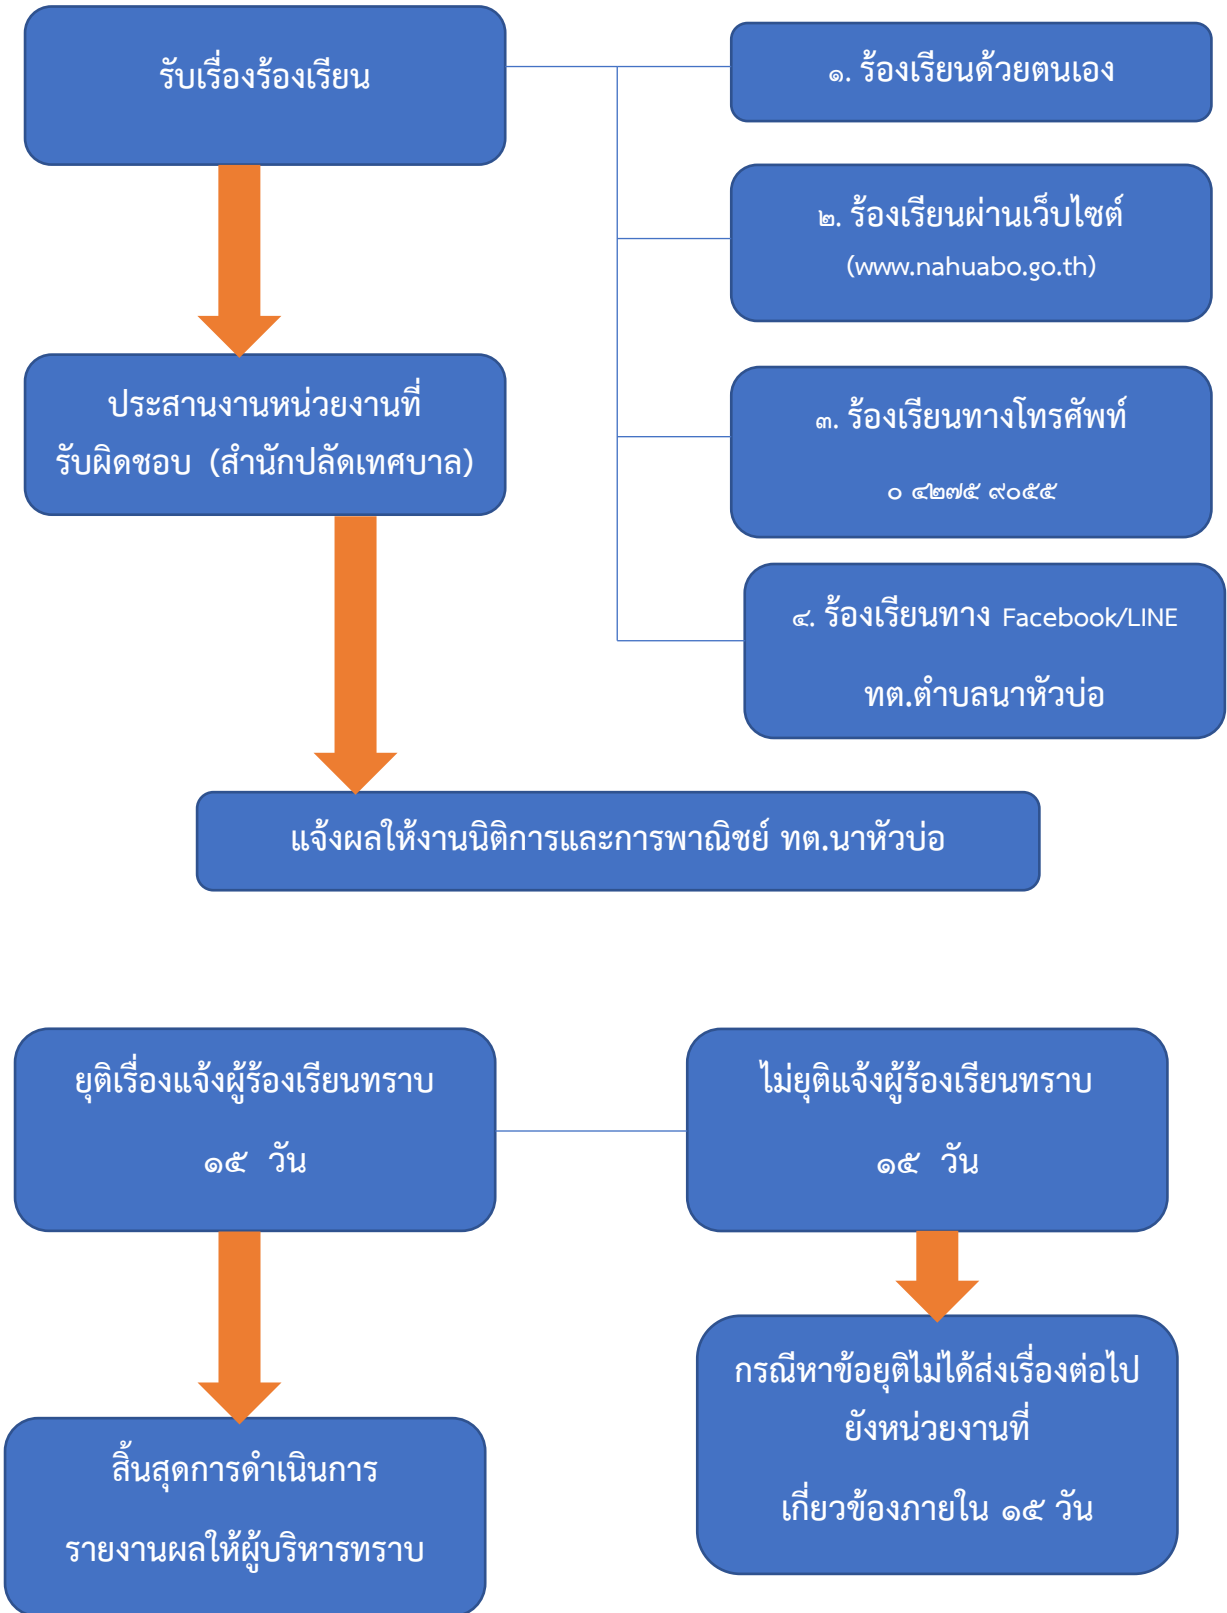 รับเรื่องร้องเรียน
๑. ร้องเรียนด้วยตนเอง
๒. ร้องเรียนผ่านเว็บไซต์
(www.nahuabo.go.th)
ประสานงานหน่วยงานที่
รับผิดชอบ (สำนักปลัดเทศบาล)
๓. ร้องเรียนทางโทรศัพท์
๐ ๔๒๗๕ ๙๐๕๕
๔. ร้องเรียนทาง Facebook/LINE
ทต.ตำบลนาหัวบ่อ
แจ้งผลให้งานนิติการและการพาณิชย์ ทต.นาหัวบ่อ
ยุติเรื่องแจ้งผู้ร้องเรียนทราบ
๑๕ วัน
ไม่ยุติแจ้งผู้ร้องเรียนทราบ
๑๕ วัน
กรณีหาข้อยุติไม่ได้ส่งเรื่องต่อไป
ยังหน่วยงานที่
เกี่ยวข้องภายใน ๑๕ วัน
สิ้นสุดการดำเนินการ
รายงานผลให้ผู้บริหารทราบ